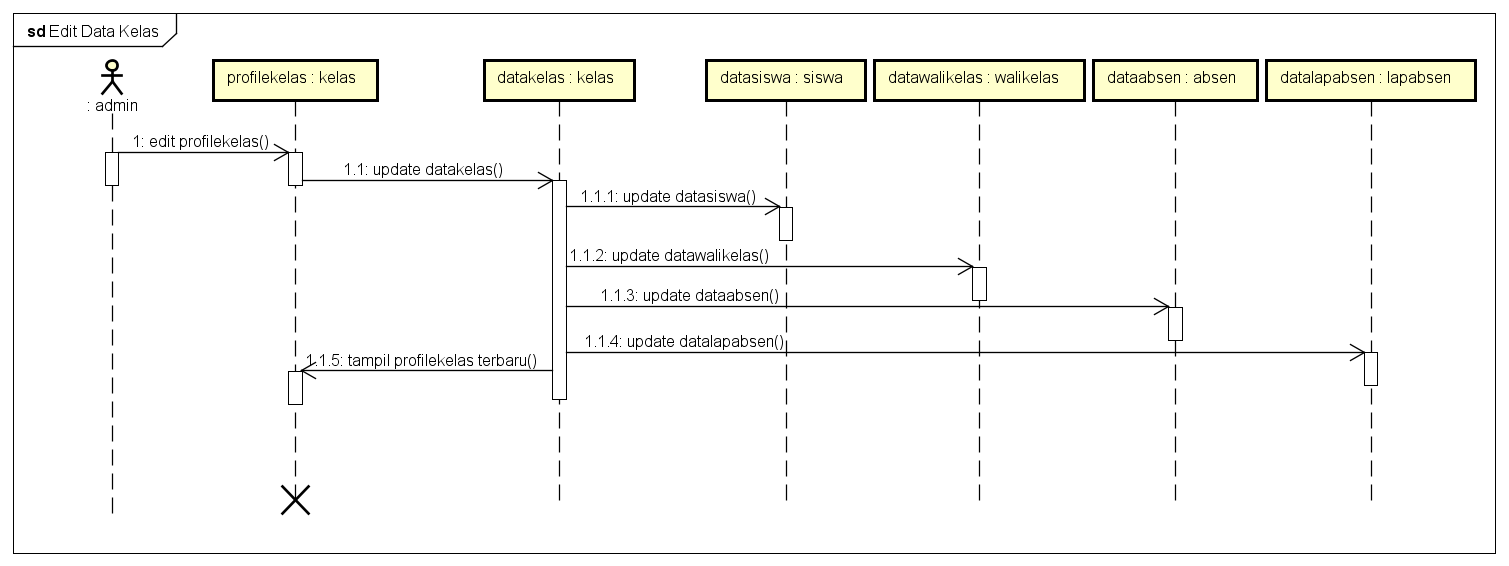 sd Edit Data Kelas
: admin
profilekelas : kelas
datakelas : kelas
datasiswa : siswa
datawalikelas : walikelas
dataabsen : absen
datalapabsen : lapabsen
1: edit profilekelas()
1.1: update datakelas()
1.1.1: update datasiswa()
1.1.2: update datawalikelas()
1.1.3: update dataabsen()
1.1.4: update datalapabsen()
1.1.5: tampil profilekelas terbaru()